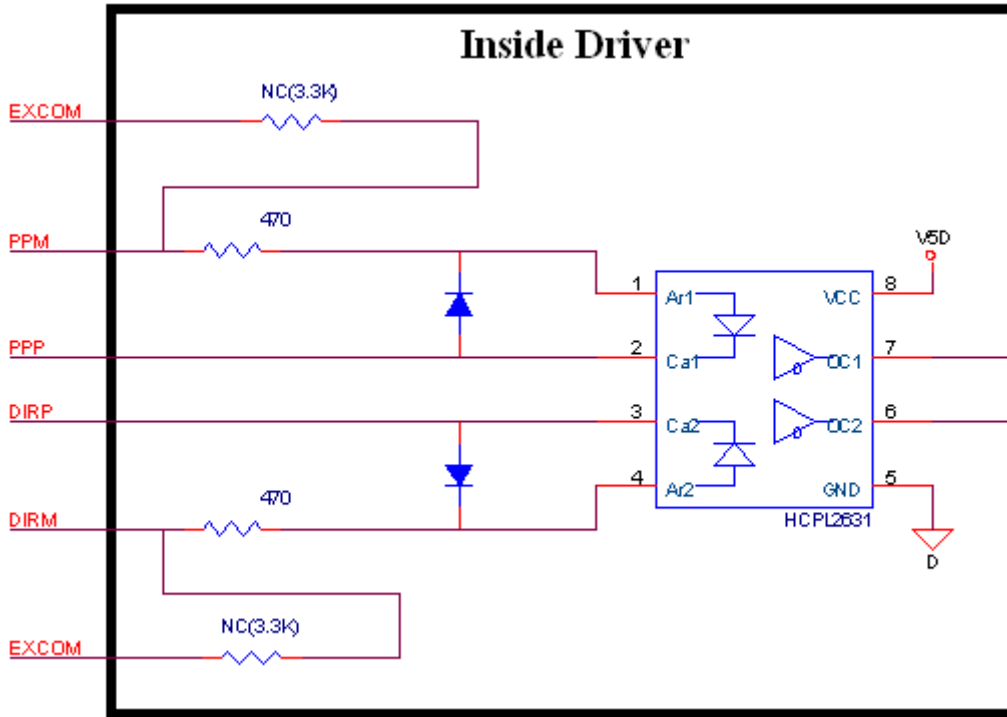 Inside Driver
NC(3.3K)
EXCOM
470
PPM
V5D
1
Ar1
VCC
8
PPP
2
Ca1
OC1
7
DIRP
3
Ca2
OC2
6
470
4
Ar2
GND
5
DIRM
HCPL2631
D
NC(3.3K)
EXCOM